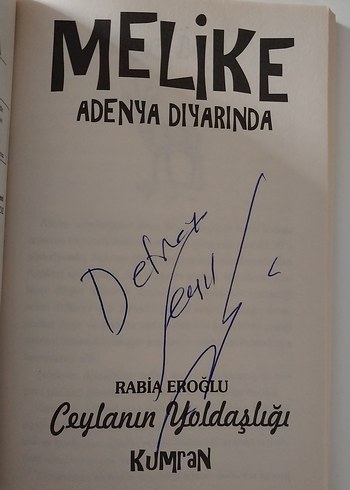 MELİKE
ADENYA DIYARINDA
RABİA EROĞLU
Ceylanın Yoldaşlığı
KUMRAN